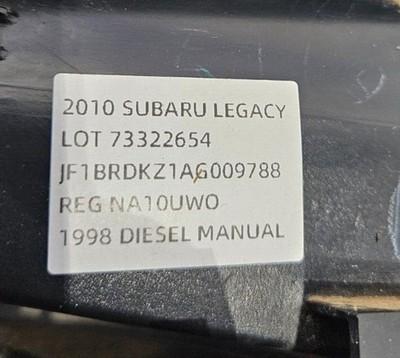 2010 SUBARU LEGACY
LOT 73322654
JF1BRDKZ1AG009788
REG NA10UWO
1998 DIESEL MANUAL